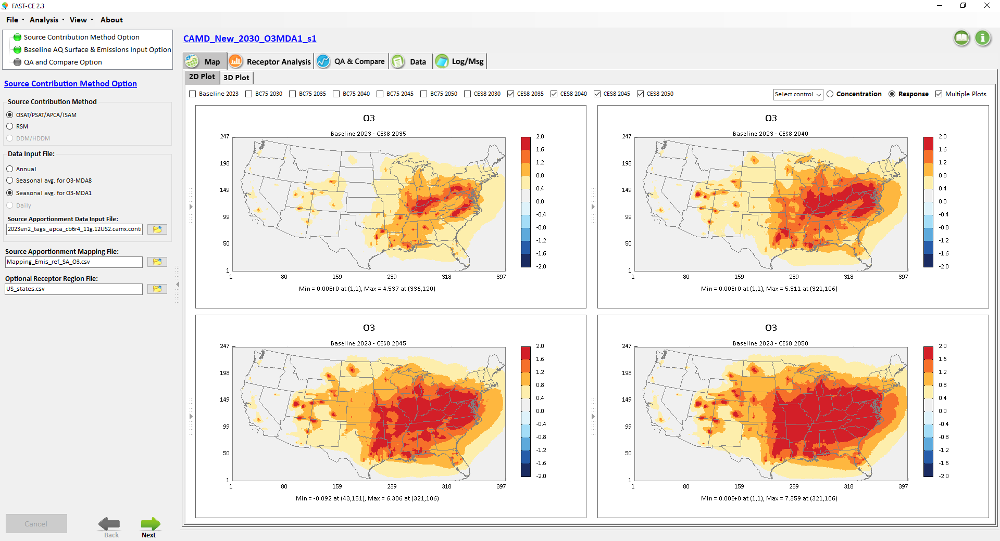 FAST-CE 2.3
File Analysis View About
Source Contribution Method Option
Baseline AQ Surface & Emissions Input Option
QA and Compare Option
Source Contribution Method Option
Source Contribution Method
OSAT/PSAT/APCA/ISAM
RSM
DDM/HDDM
Data Input File:
Annual
Seasonal avg. for O3-MDA8
Seasonal avg. for O3-MDA1
Daily
Source Apportionment Data Input File:
2023en2_tags_apca_cb6r4_11g.12US2.camx.conti
Source Apportionment Mapping File:
Mapping_Emis_ref_SA_O3.csv
Optional Receptor Region File:
US_states.csv
Cancel
Back
Next
CAMD_New_2030_O3MDA1_s1
Map Receptor Analysis QA & Compare Data Log/Msg
2D Plot 3D Plot
Baseline 2023 BC75 2030 BC75 2035 BC75 2040 BC75 2045 BC75 2050 CES8 2030 CES8 2035 CES8 2040 CES8 2045 CES8 2050
Select control Concentration Response Multiple Plots
O3
Baseline 2023 - CES8 2035
247
198
149
99
50
1
1 80 159 239 318 397
2.0
1.6
1.2
0.8
0.4
0.0
-0.4
-0.8
-1.2
-1.6
-2.0
Min = 0.00E+0 at (1,1), Max = 4.537 at (336,120)
O3
Baseline 2023 - CES8 2040
247
198
149
99
50
1
1 80 159 239 318 397
2.0
1.6
1.2
0.8
0.4
0.0
-0.4
-0.8
-1.2
-1.6
-2.0
Min = 0.00E+0 at (1,1), Max = 5.311 at (321,106)
O3
Baseline 2023 - CES8 2045
247
198
149
99
50
1
1 80 159 239 318 397
2.0
1.6
1.2
0.8
0.4
0.0
-0.4
-0.8
-1.2
-1.6
-2.0
Min = -0.092 at (43,151), Max = 6.306 at (321,106)
O3
Baseline 2023 - CES8 2050
247
198
149
99
50
1
1 80 159 239 318 397
2.0
1.6
1.2
0.8
0.4
0.0
-0.4
-0.8
-1.2
-1.6
-2.0
Min = 0.00E+0 at (1,1), Max = 7.359 at (321,106)